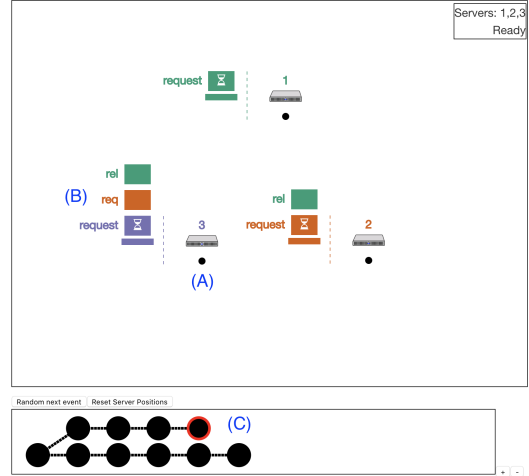 Servers: 1,2,3
Ready
request 1
rel
(B) req
request 3
rel
request 2
(A)
Random next event Reset Server Positions
(C)
+ -